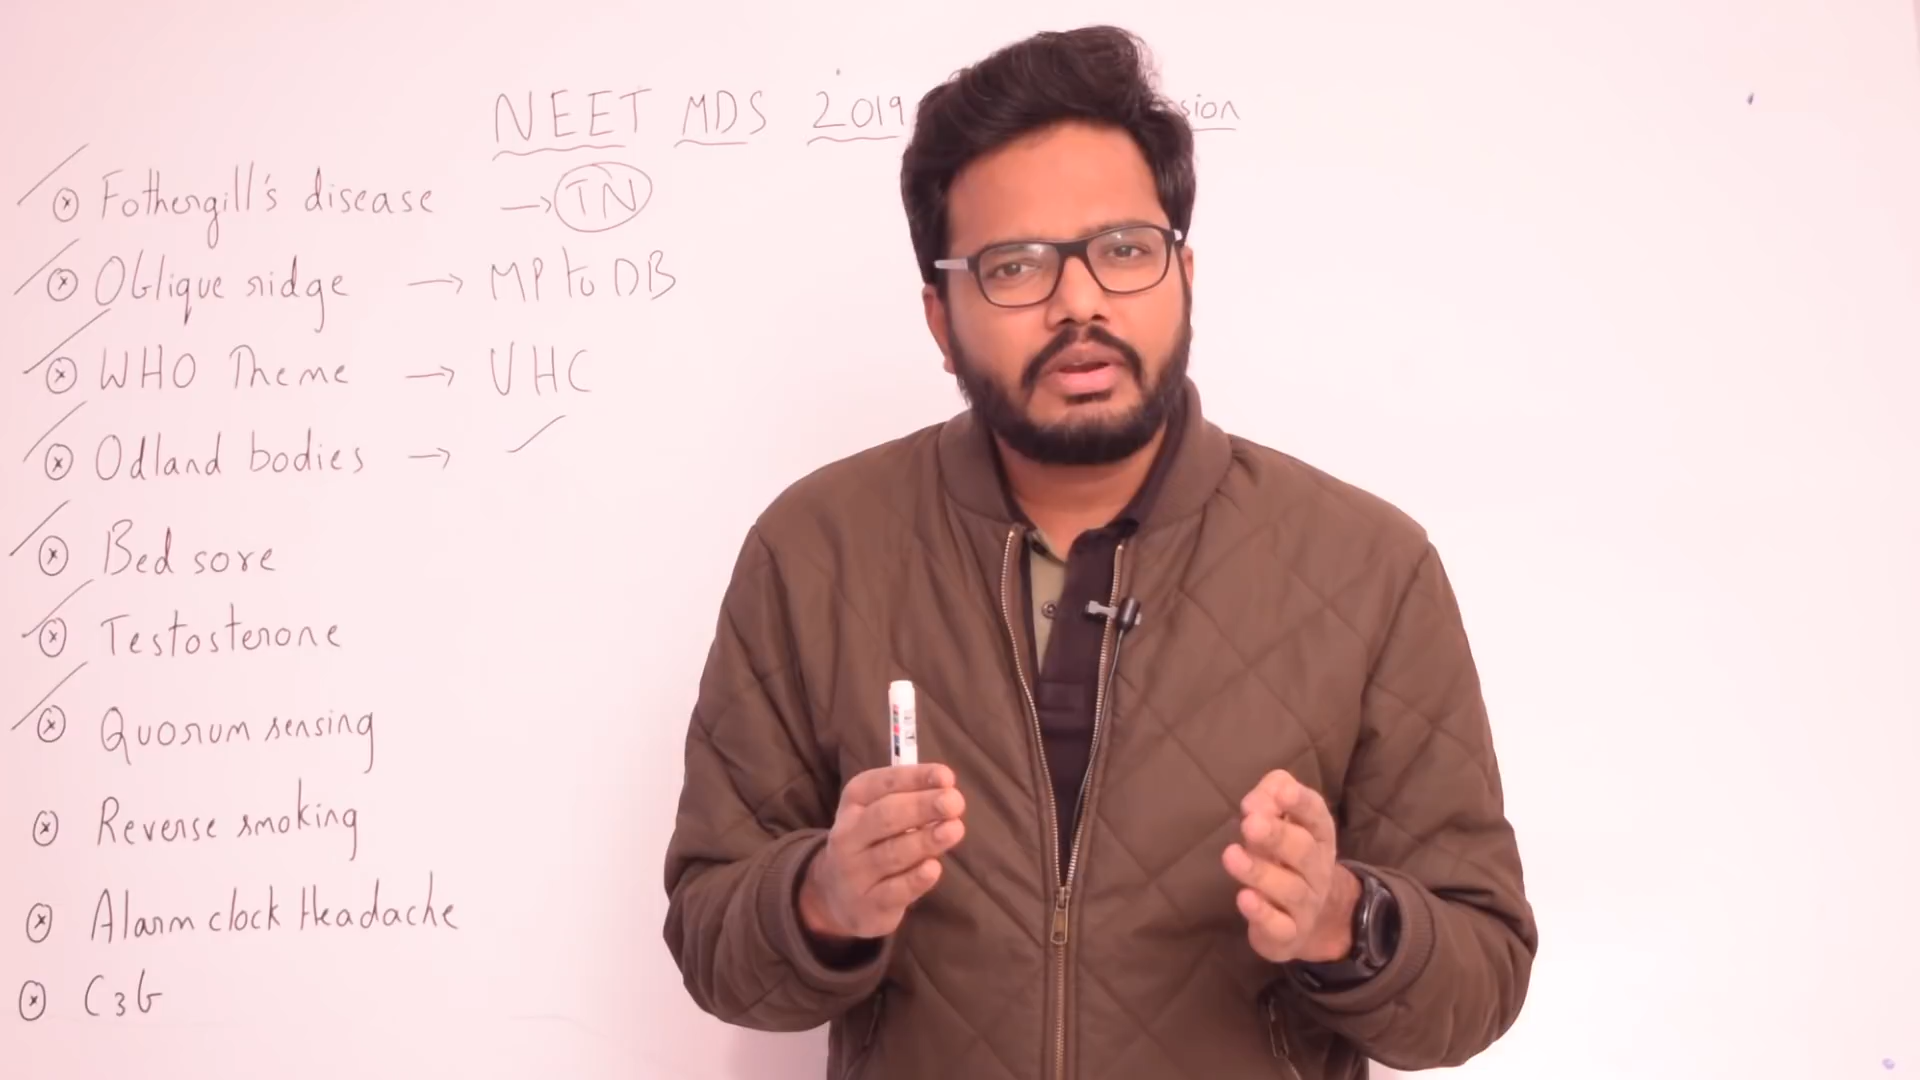 NEET MDS 2019 sion
Fothergill's disease → TN
Oblique ridge → MP to DB
WHO Theme → UHC
Odland bodies →
Bed sore
Testosterone
Quorum sensing
Reverse smoking
Alarm clock Headache
C3G